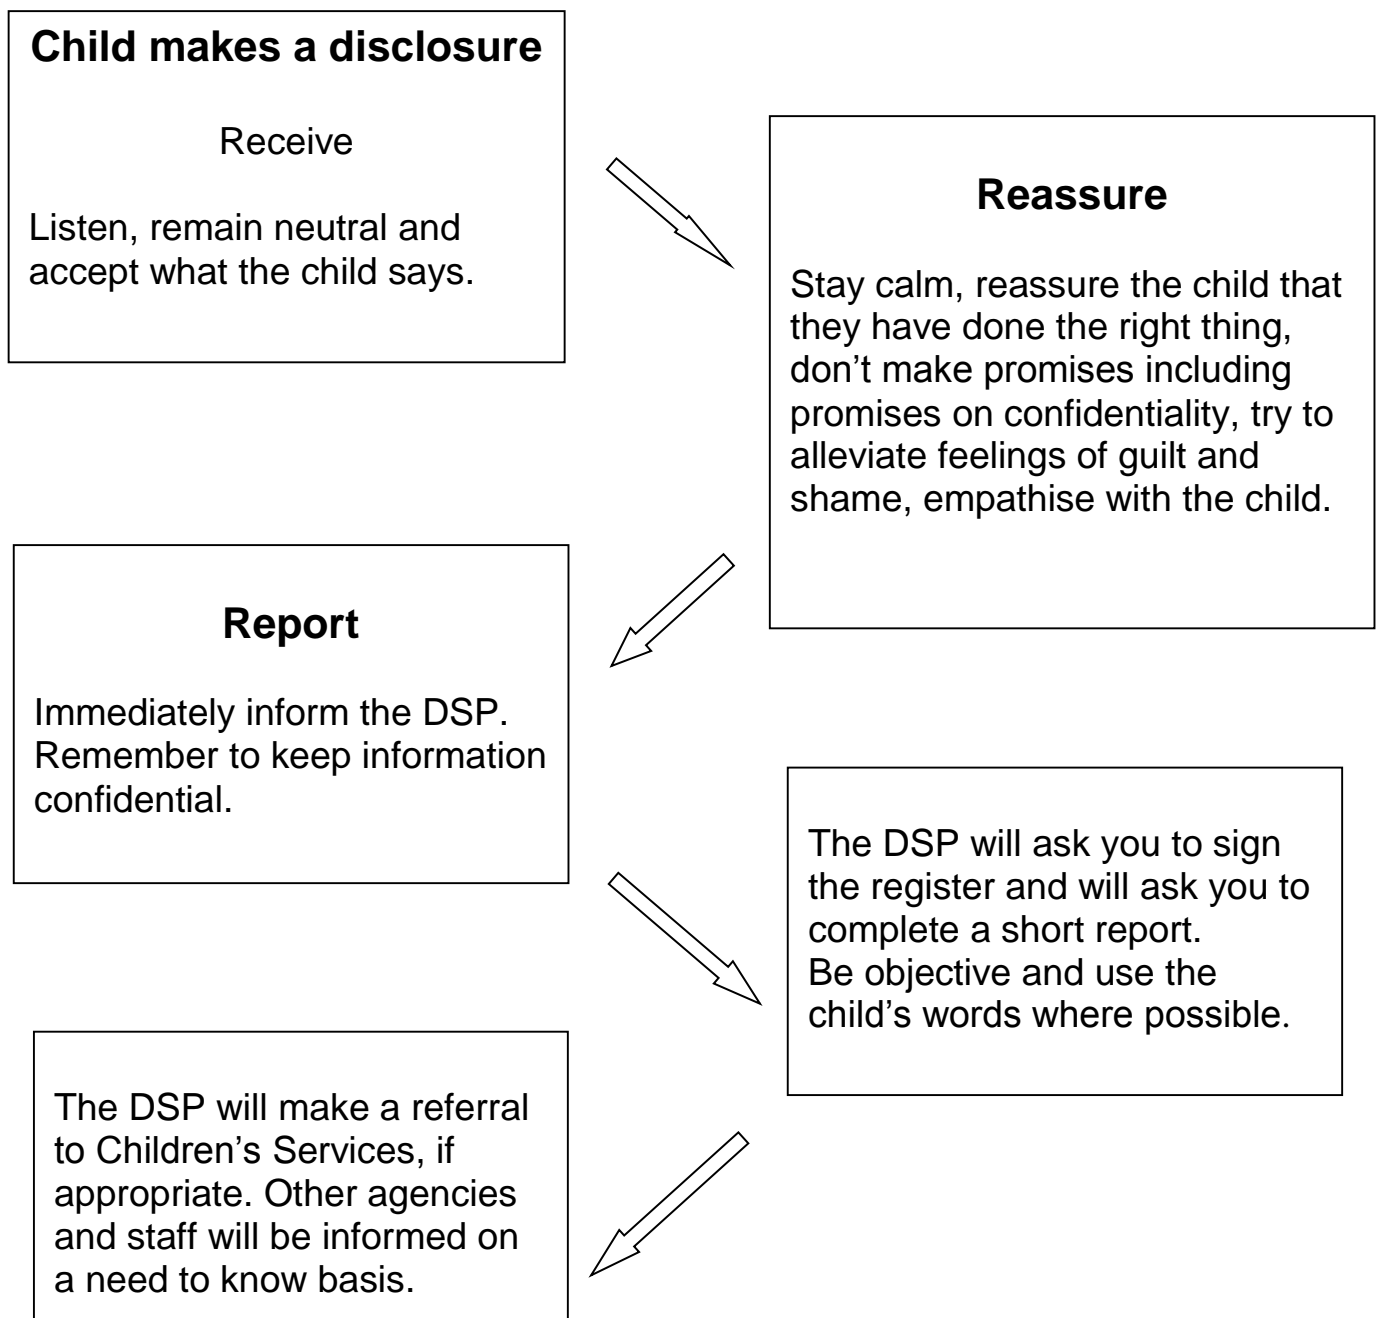 Child makes a disclosure
Receive
Listen, remain neutral and
accept what the child says.
Reassure
Stay calm, reassure the child that
they have done the right thing,
don’t make promises including
promises on confidentiality, try to
alleviate feelings of guilt and
shame, empathise with the child.
Report
Immediately inform the DSP.
Remember to keep information
confidential.
The DSP will ask you to sign
the register and will ask you to
complete a short report.
Be objective and use the
child’s words where possible.
The DSP will make a referral
to Children’s Services, if
appropriate. Other agencies
and staff will be informed on
a need to know basis.